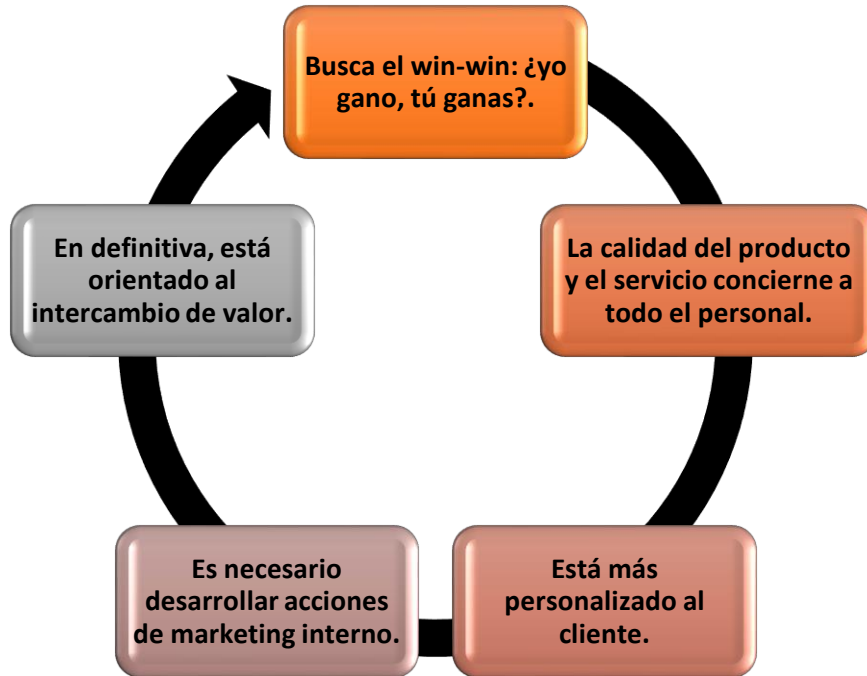 Busca el win-win: ¿yo
gano, tú ganas?.
La calidad del producto
y el servicio concierne a
todo el personal.
Está más
personalizado al
cliente.
Es necesario
desarrollar acciones
de marketing interno.
En definitiva, está
orientado al
intercambio de valor.